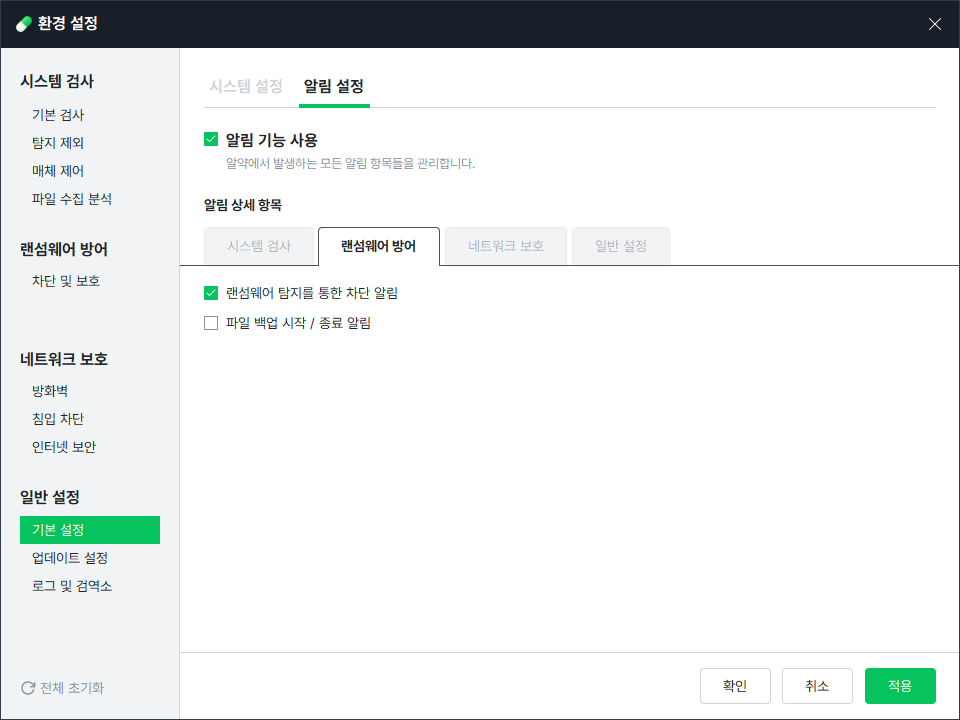 환경 설정
시스템 검사
기본 검사
탐지 제외
매체 제어
파일 수집 분석
랜섬웨어 방어
차단 및 보호
네트워크 보호
방화벽
침입 차단
인터넷 보안
일반 설정
기본 설정
업데이트 설정
로그 및 검역소
전체 초기화
시스템 설정 알림 설정
알림 기능 사용
알약에서 발생하는 모든 알림 항목들을 관리합니다.
알림 상세 항목
시스템 검사 랜섬웨어 방어 네트워크 보호 일반 설정
랜섬웨어 탐지를 통한 차단 알림
파일 백업 시작 / 종료 알림
확인 취소 적용